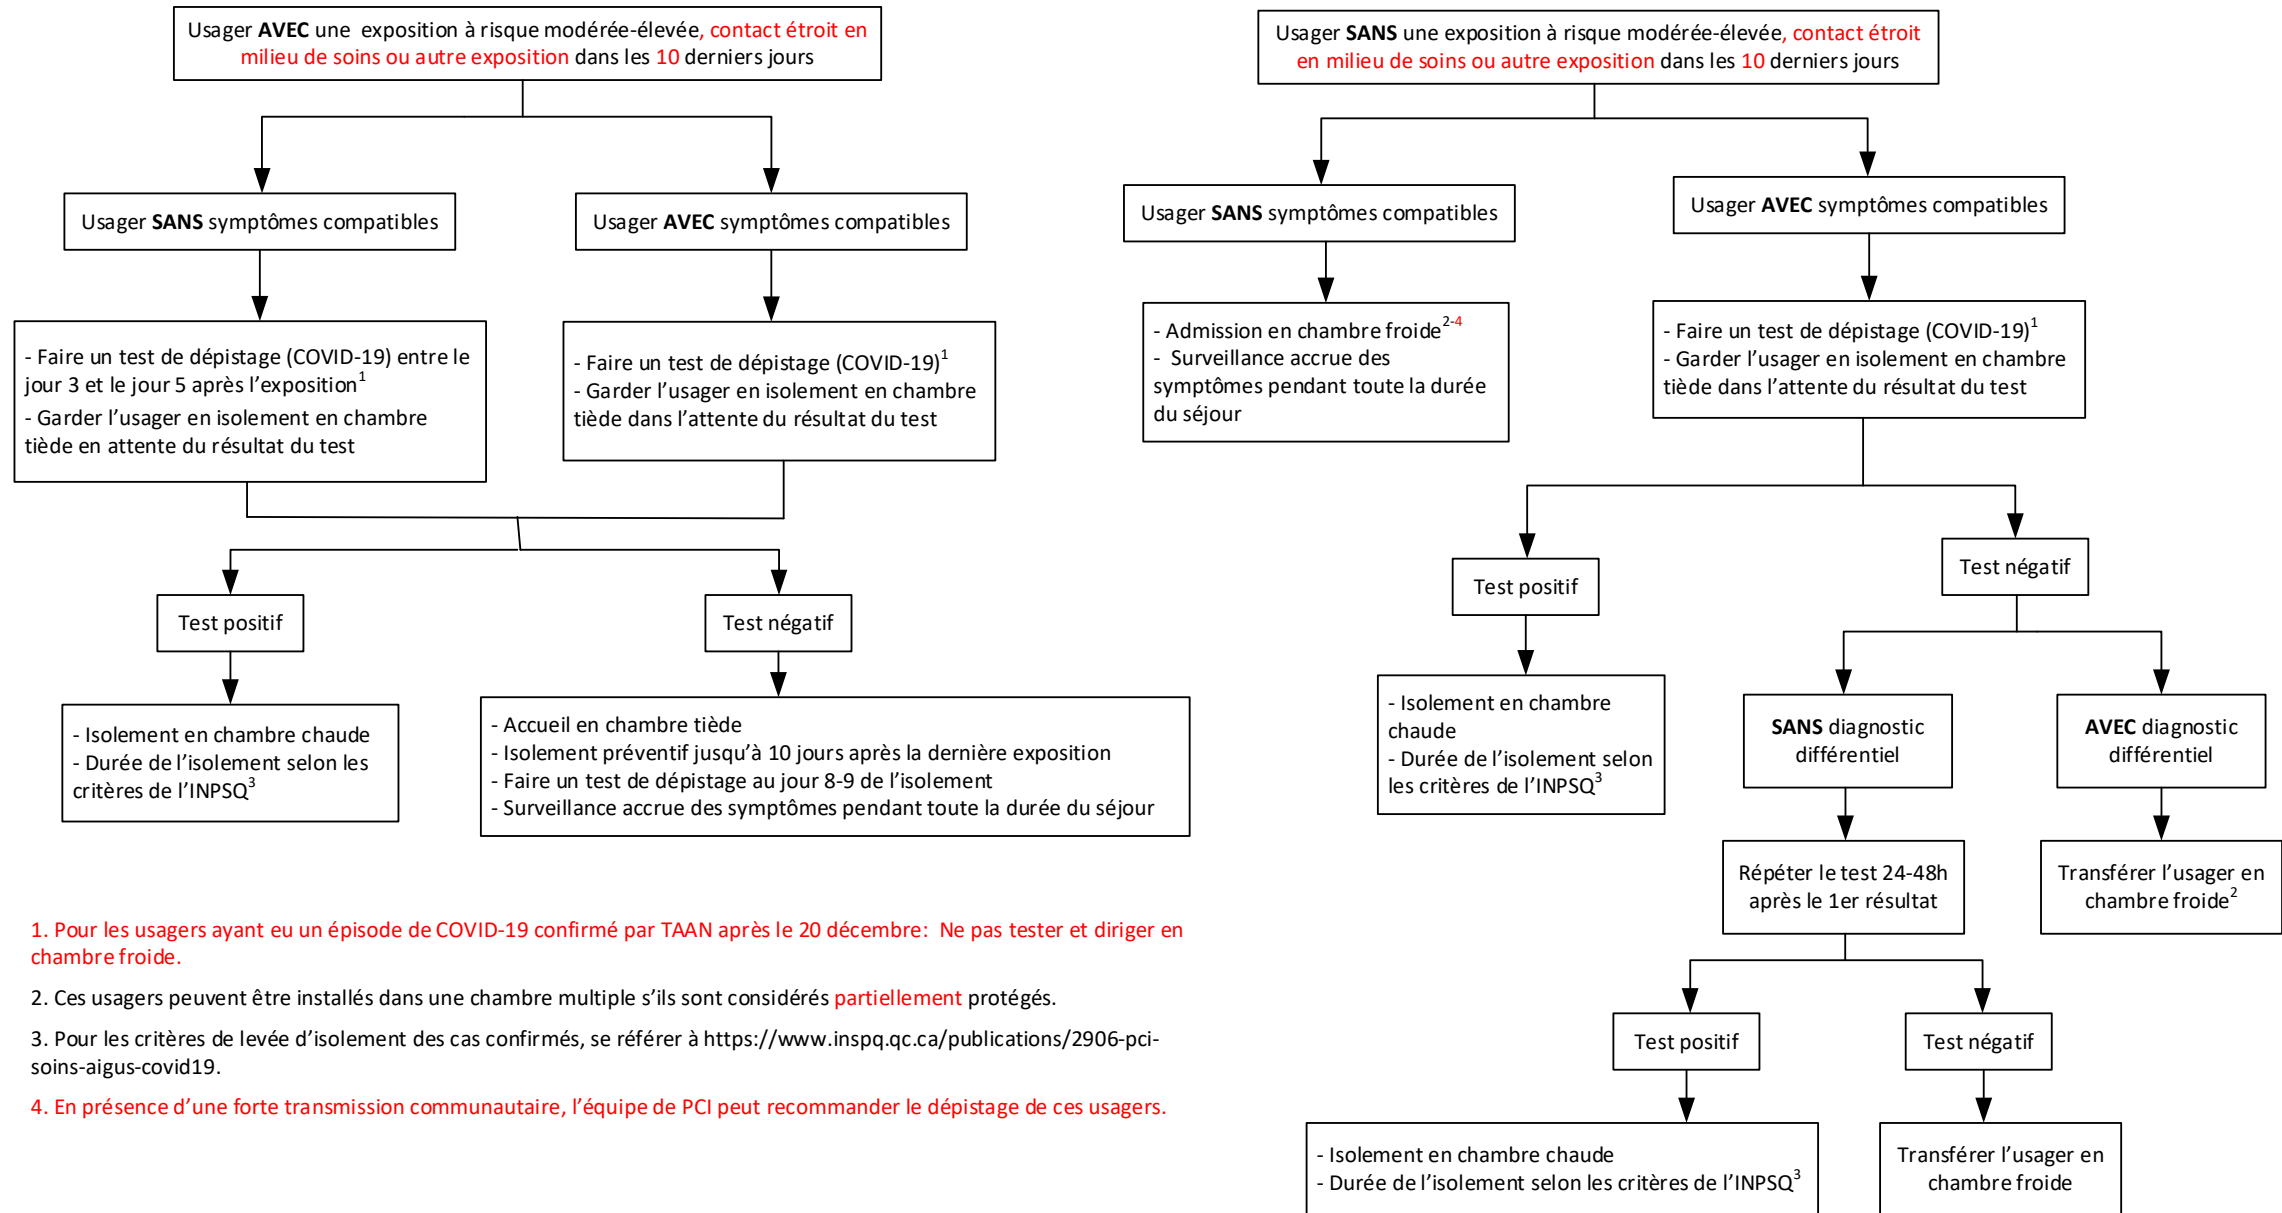 Usager AVEC une exposition à risque modérée-élevée, contact étroit en
milieu de soins ou autre exposition dans les 10 derniers jours
Usager SANS symptômes compatibles
Usager AVEC symptômes compatibles
- Faire un test de dépistage (COVID-19) entre le
jour 3 et le jour 5 après l’exposition1
- Garder l’usager en isolement en chambre
tiède en attente du résultat du test
- Faire un test de dépistage (COVID-19)1
- Garder l’usager en isolement en chambre
tiède dans l’attente du résultat du test
Test positif
Test négatif
- Isolement en chambre chaude
- Durée de l’isolement selon les
critères de l’INPSQ3
- Accueil en chambre tiède
- Isolement préventif jusqu’à 10 jours après la dernière exposition
- Faire un test de dépistage au jour 8-9 de l’isolement
- Surveillance accrue des symptômes pendant toute la durée du séjour
Usager SANS une exposition à risque modérée-élevée, contact étroit
en milieu de soins ou autre exposition dans les 10 derniers jours
Usager SANS symptômes compatibles
Usager AVEC symptômes compatibles
- Admission en chambre froide2-4
- Surveillance accrue des
symptômes pendant toute la durée
du séjour
- Faire un test de dépistage (COVID-19)1
- Garder l’usager en isolement en chambre
tiède dans l’attente du résultat du test
Test positif
Test négatif
- Isolement en chambre
chaude
- Durée de l’isolement selon
les critères de l’INPSQ3
SANS diagnostic
différentiel
AVEC diagnostic
différentiel
Répéter le test 24-48h
après le 1er résultat
Transférer l’usager en
chambre froide2
Test positif
Test négatif
- Isolement en chambre chaude
- Durée de l’isolement selon les critères de l’INPSQ3
Transférer l’usager en
chambre froide
1. Pour les usagers ayant eu un épisode de COVID-19 confirmé par TAAN après le 20 décembre: Ne pas tester et diriger en
chambre froide.
2. Ces usagers peuvent être installés dans une chambre multiple s’ils sont considérés partiellement protégés.
3. Pour les critères de levée d’isolement des cas confirmés, se référer à https://www.inspq.qc.ca/publications/2906-pci-
soins-aigus-covid19.
4. En présence d’une forte transmission communautaire, l’équipe de PCI peut recommander le dépistage de ces usagers.